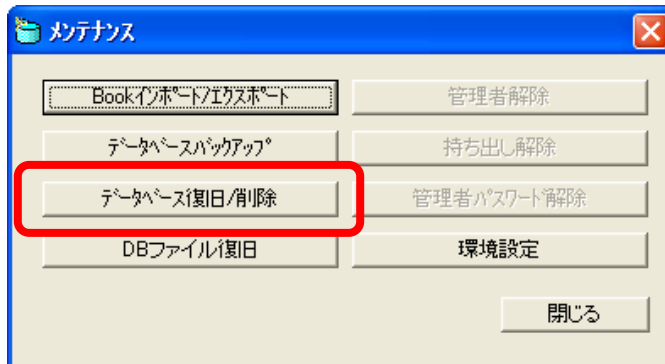 メンテナンス
Bookインポート/エクスポート
管理者解除
データベースバックアップ
持ち出し解除
データベース復旧/削除
管理者パスワード解除
DBファイル復旧
環境設定
閉じる